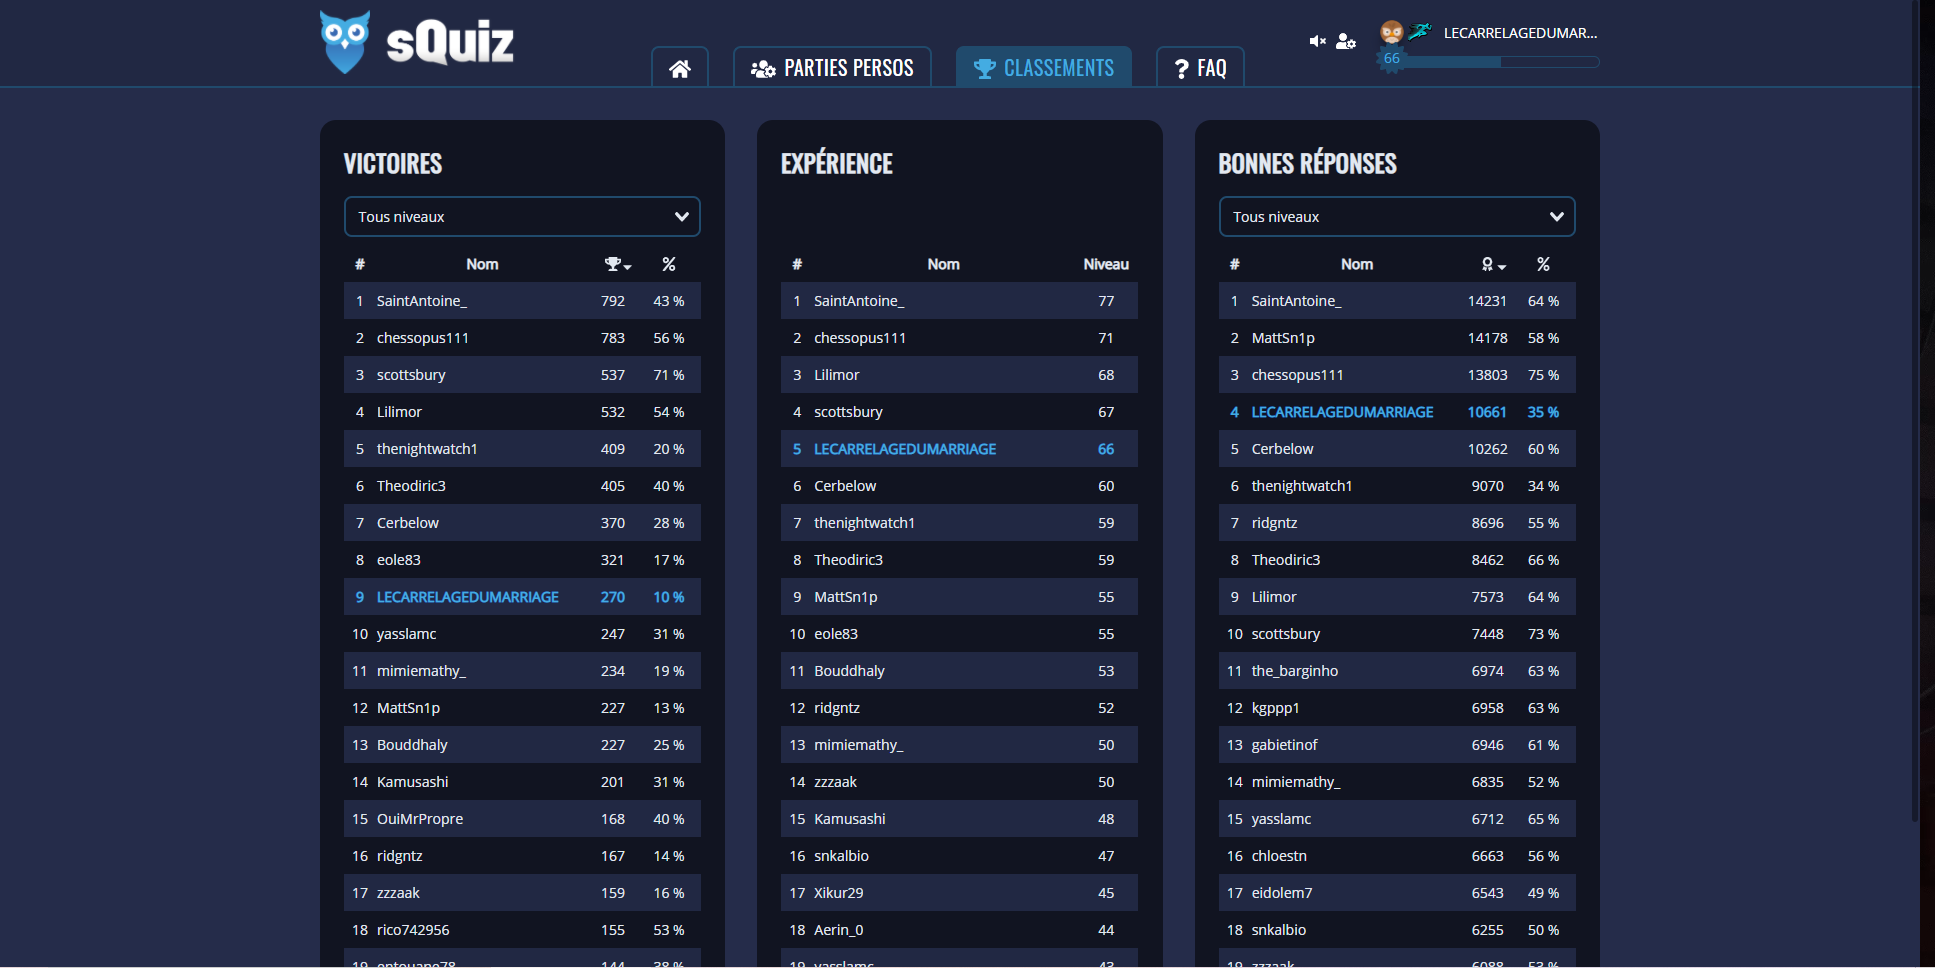 sQuiz
PARTIES PERSOS
CLASSEMENTS
? FAQ
LECARRELAGEDUMAR...
66
VICTOIRES
Tous niveaux
# Nom %
1 SaintAntoine_ 792 43 %
2 chessopus111 783 56 %
3 scottsbury 537 71 %
4 Lilimor 532 54 %
5 thenightwatch1 409 20 %
6 Theodiric3 405 40 %
7 Cerbelow 370 28 %
8 eole83 321 17 %
9 LECARRELAGEDUMARRIAGE 270 10 %
10 yasslamc 247 31 %
11 mimiemathy_ 234 19 %
12 MattSn1p 227 13 %
13 Bouddhaly 227 25 %
14 Kamusashi 201 31 %
15 OuiMrPropre 168 40 %
16 ridgntz 167 14 %
17 zzzaak 159 16 %
18 rico742956 155 53 %
19 entouane78 144 38 %
EXPÉRIENCE
# Nom Niveau
1 SaintAntoine_ 77
2 chessopus111 71
3 Lilimor 68
4 scottsbury 67
5 LECARRELAGEDUMARRIAGE 66
6 Cerbelow 60
7 thenightwatch1 59
8 Theodiric3 59
9 MattSn1p 55
10 eole83 55
11 Bouddhaly 53
12 ridgntz 52
13 mimiemathy_ 50
14 zzzaak 50
15 Kamusashi 48
16 snkalbio 47
17 Xikur29 45
18 Aerin_0 44
19 yasslamc 43
BONNES RÉPONSES
Tous niveaux
# Nom %
1 SaintAntoine_ 14231 64 %
2 MattSn1p 14178 58 %
3 chessopus111 13803 75 %
4 LECARRELAGEDUMARRIAGE 10661 35 %
5 Cerbelow 10262 60 %
6 thenightwatch1 9070 34 %
7 ridgntz 8696 55 %
8 Theodiric3 8462 66 %
9 Lilimor 7573 64 %
10 scottsbury 7448 73 %
11 the_barginho 6974 63 %
12 kgppp1 6958 63 %
13 gabietinof 6946 61 %
14 mimiemathy_ 6835 52 %
15 yasslamc 6712 65 %
16 chloestn 6663 56 %
17 eidolem7 6543 49 %
18 snkalbio 6255 50 %
19 zzzaak 6088 53 %